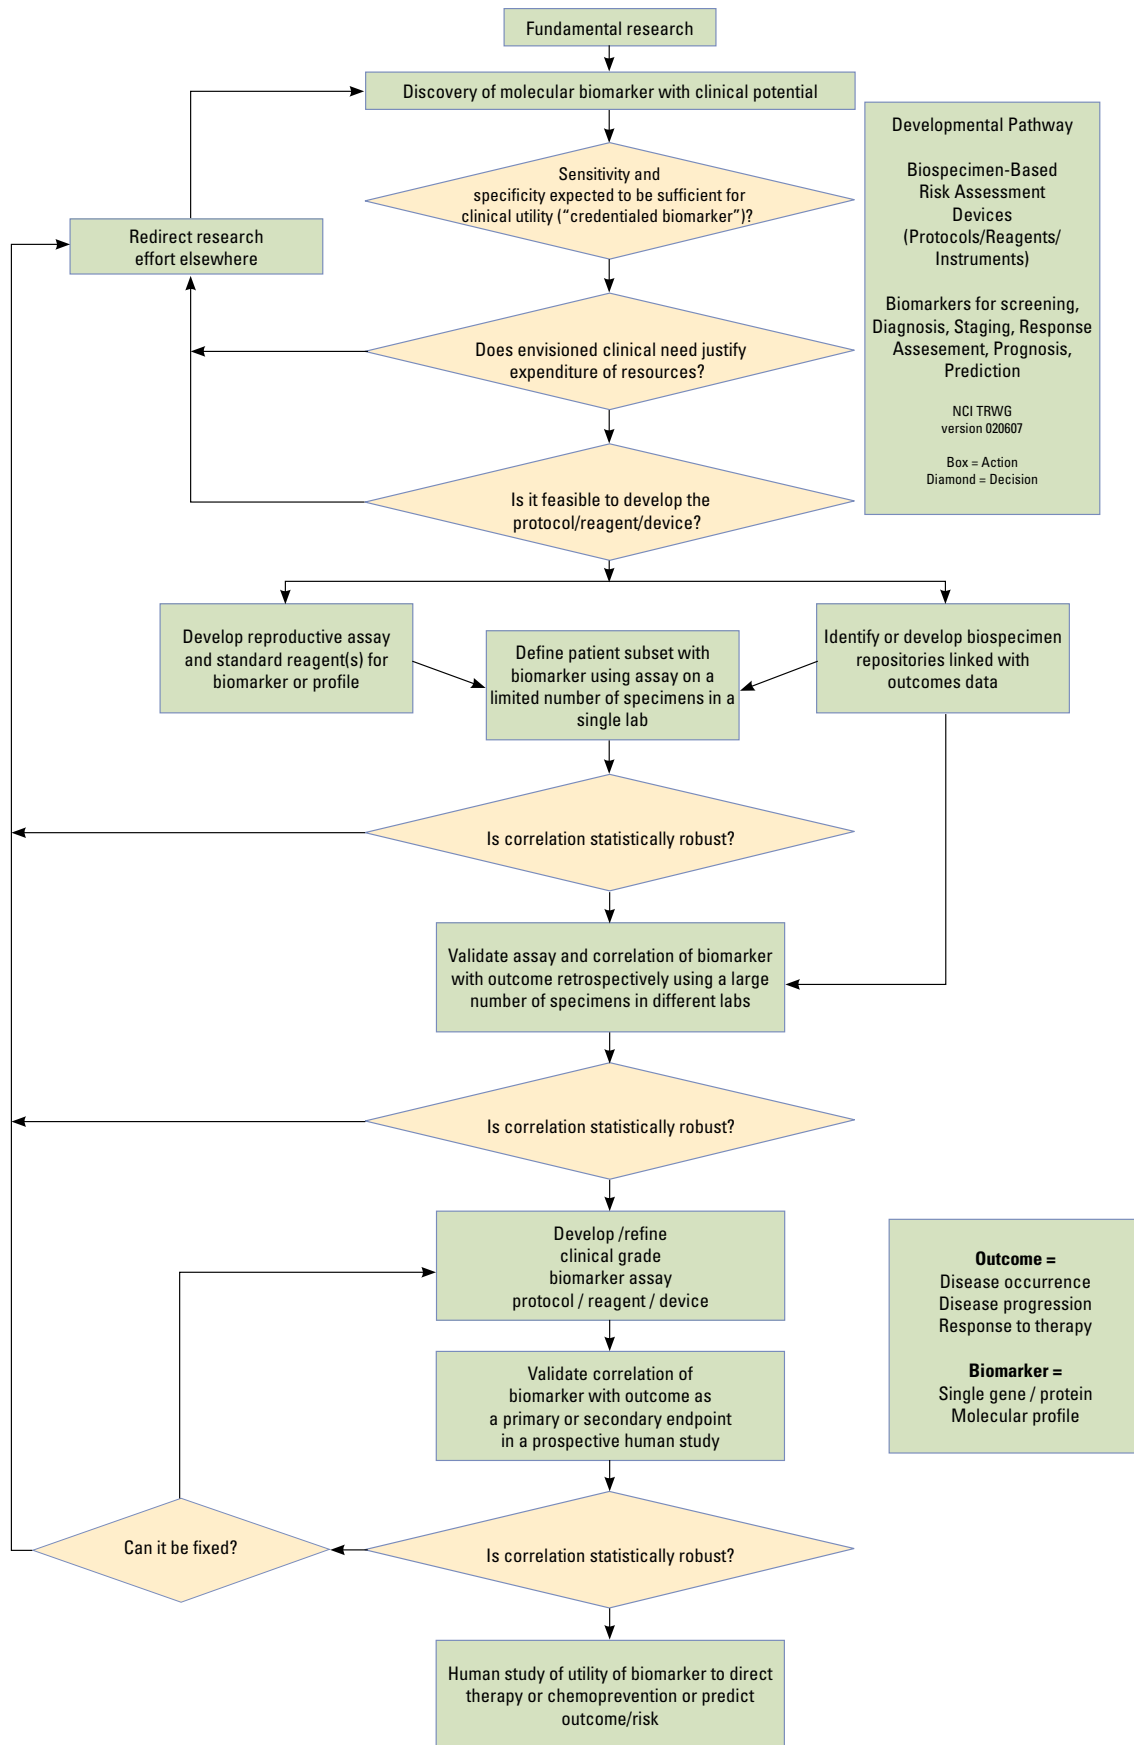 Fundamental research
Discovery of molecular biomarker with clinical potential
Developmental Pathway
Biospecimen-Based
Risk Assessment
Devices
(Protocols/Reagents/
Instruments)
Biomarkers for screening,
Diagnosis, Staging, Response
Assesement, Prognosis,
Prediction
NCI TRWG
version 020607
Box = Action
Diamond = Decision
Sensitivity and
specificity expected to be sufficient for
clinical utility (“credentialed biomarker”)?
Redirect research
effort elsewhere
Does envisioned clinical need justify
expenditure of resources?
Is it feasible to develop the
protocol/reagent/device?
Develop reproductive assay
and standard reagent(s) for
biomarker or profile
Define patient subset with
biomarker using assay on a
limited number of specimens in a
single lab
Identify or develop biospecimen
repositories linked with
outcomes data
Is correlation statistically robust?
Validate assay and correlation of biomarker
with outcome retrospectively using a large
number of specimens in different labs
Is correlation statistically robust?
Develop /refine
clinical grade
biomarker assay
protocol / reagent / device
Outcome =
Disease occurrence
Disease progression
Response to therapy
Biomarker =
Single gene / protein
Molecular profile
Validate correlation of
biomarker with outcome as
a primary or secondary endpoint
in a prospective human study
Can it be fixed?
Is correlation statistically robust?
Human study of utility of biomarker to direct
therapy or chemoprevention or predict
outcome/risk